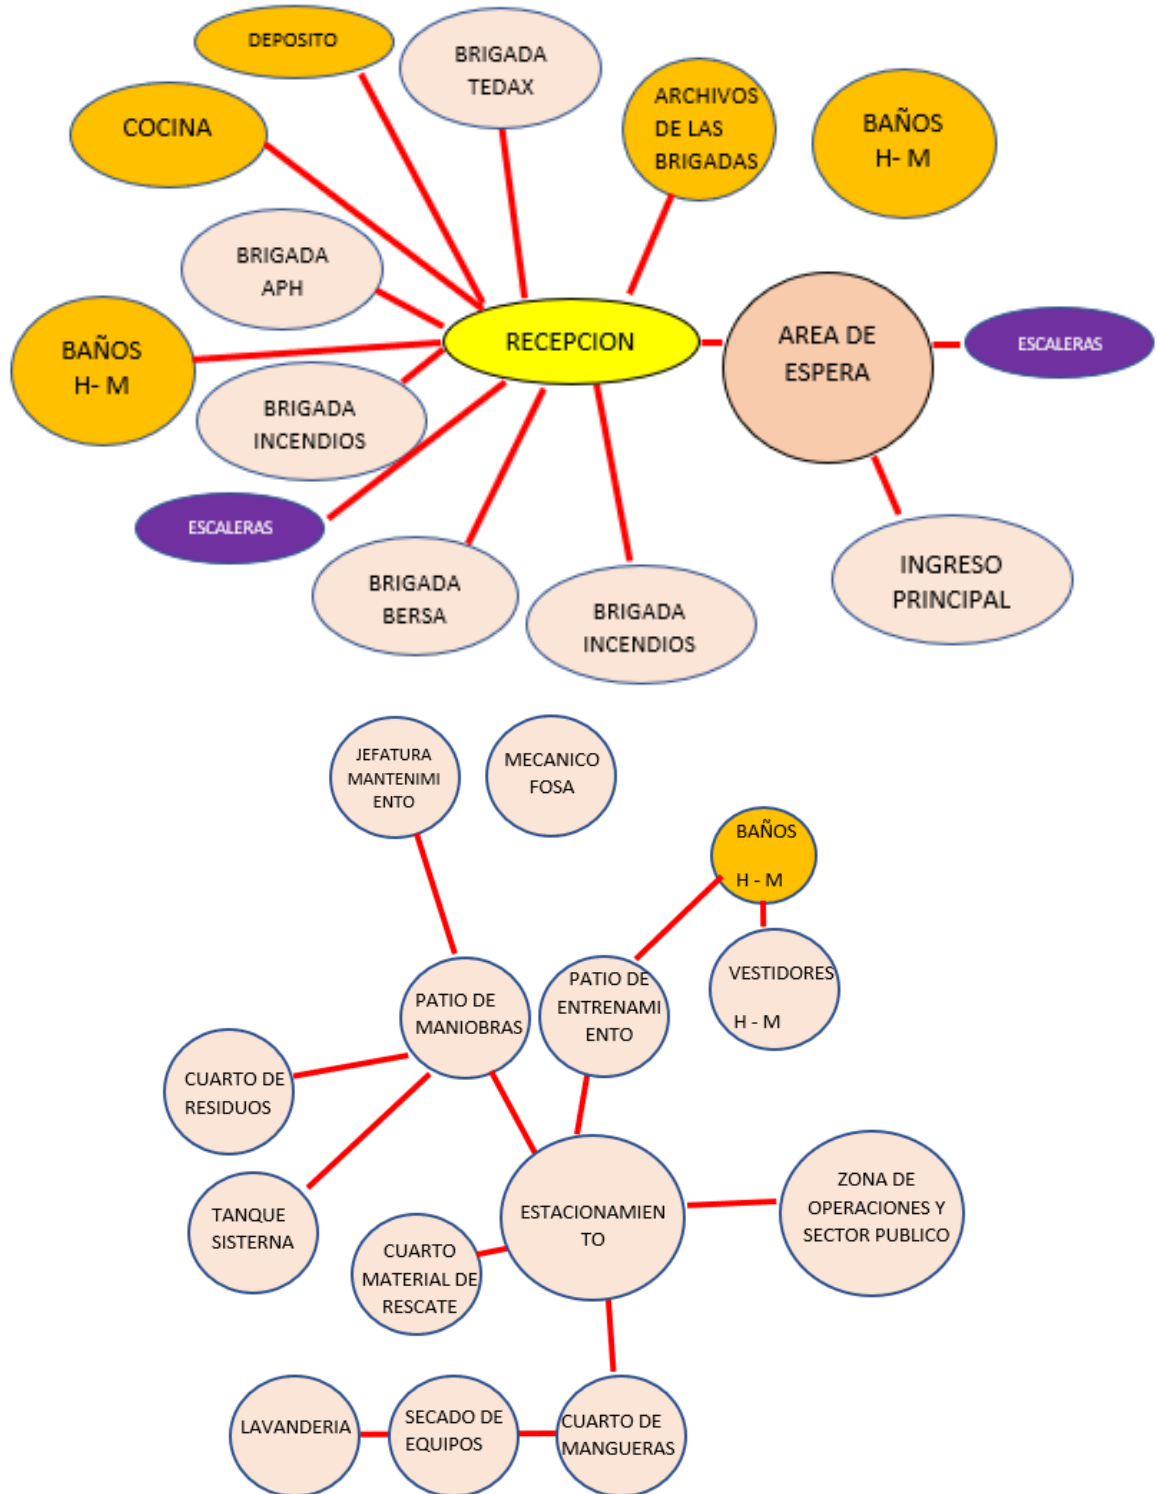 DEPOSITO
BRIGADA
TEDAX
ARCHIVOS
DE LAS
BRIGADAS
BAÑOS
H- M
COCINA
BRIGADA
APH
BAÑOS
H- M
RECEPCION
AREA DE
ESPERA
ESCALERAS
BRIGADA
INCENDIOS
ESCALERAS
BRIGADA
BERSA
BRIGADA
INCENDIOS
INGRESO
PRINCIPAL
JEFATURA
MANTENIMI
ENTO
MECANICO
FOSA
BAÑOS
H - M
VESTIDORES
H - M
PATIO DE
MANIOBRAS
PATIO DE
ENTRENAMI
ENTO
CUARTO DE
RESIDUOS
TANQUE
SISTERNA
ESTACIONAMIEN
TO
ZONA DE
OPERACIONES Y
SECTOR PUBLICO
CUARTO
MATERIAL DE
RESCATE
LAVANDERIA
SECADO DE
EQUIPOS
CUARTO DE
MANGUERAS